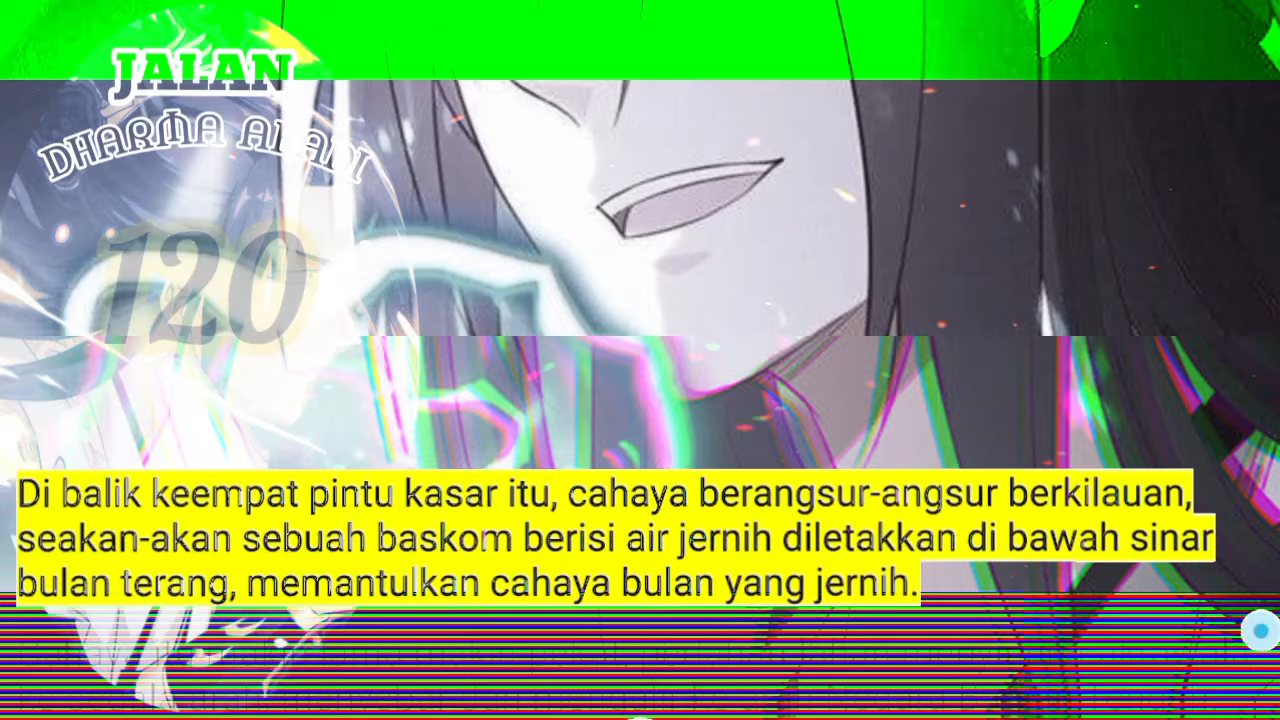 JALAN
DHARMA ABADI
120
Di balik keempat pintu kasar itu, cahaya berangsur-angsur berkilauan,
seakan-akan sebuah baskom berisi air jernih diletakkan di bawah sinar
bulan terang, memantulkan cahaya bulan yang jernih.